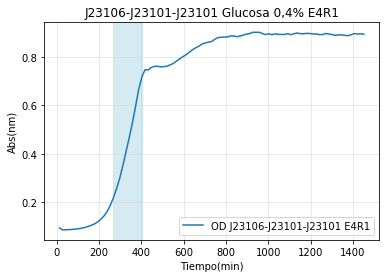 J23106-J23101-J23101 Glucosa 0,4% E4R1
Abs(nm)
0.8
0.6
0.4
0.2
0 200 400 600 800 1000 1200 1400
Tiempo(min)
OD J23106-J23101-J23101 E4R1